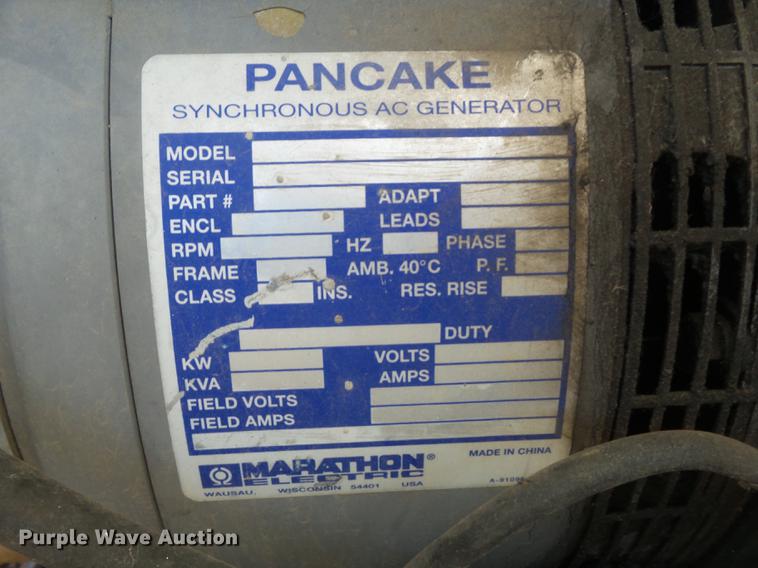 PANCAKE
SYNCHRONOUS AC GENERATOR
MODEL
SERIAL
PART # ADAPT
ENCL LEADS
RPM HZ PHASE
FRAME AMB. 40°C P. F.
CLASS INS. RES. RISE
DUTY
KW VOLTS
KVA AMPS
FIELD VOLTS
FIELD AMPS
MARATHON®
ELECTRIC
MADE IN CHINA
WAUSAU, WISCONSIN 54401 USA
Purple Wave Auction